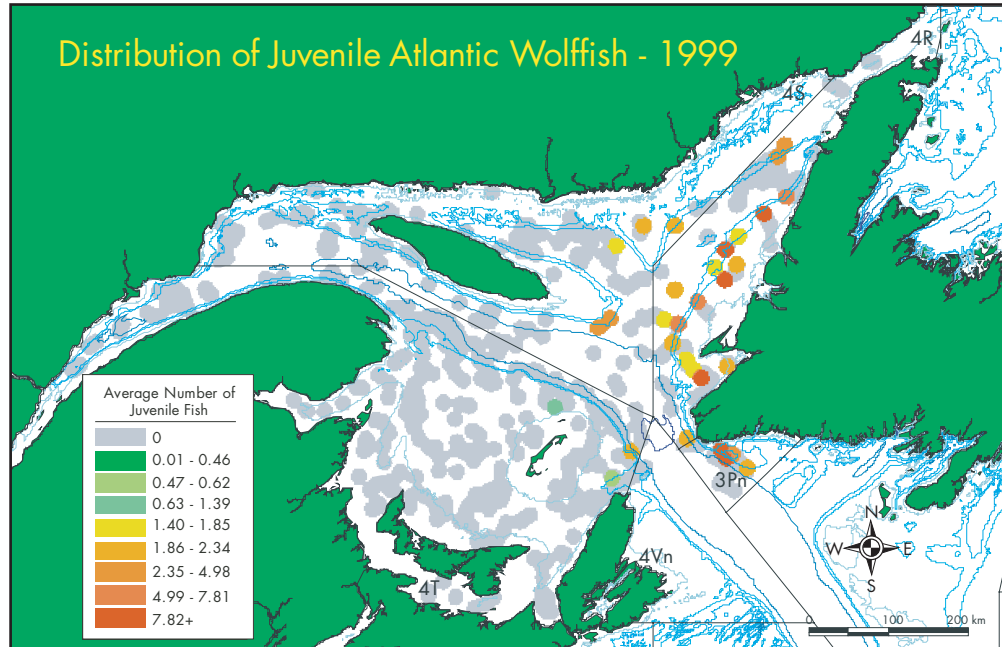 Distribution of Juvenile Atlantic Wolffish - 1999
4R
4S
Average Number of
Juvenile Fish
0
0.01 - 0.46
0.47 - 0.62
0.63 - 1.39
1.40 - 1.85
1.86 - 2.34
2.35 - 4.98
4.99 - 7.81
7.82+
3Pn
4Vn
4T
N
W E
S
0 100 200 km